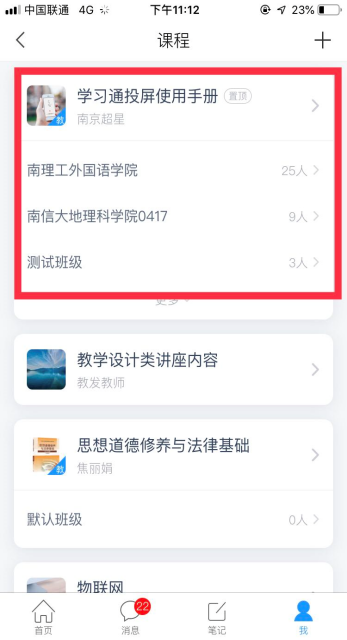 中国联通 4G 下午11:12 23%
课程
学习通投屏使用手册 置顶
教 南京超星
南理工外国语学院 25人
南信大地理科学院0417 9人
测试班级 3人
更多
教学设计类讲座内容
教发教师
思想道德修养与法律基础
教 焦丽娟
默认班级 0人
物联网
22
首页 消息 笔记 我